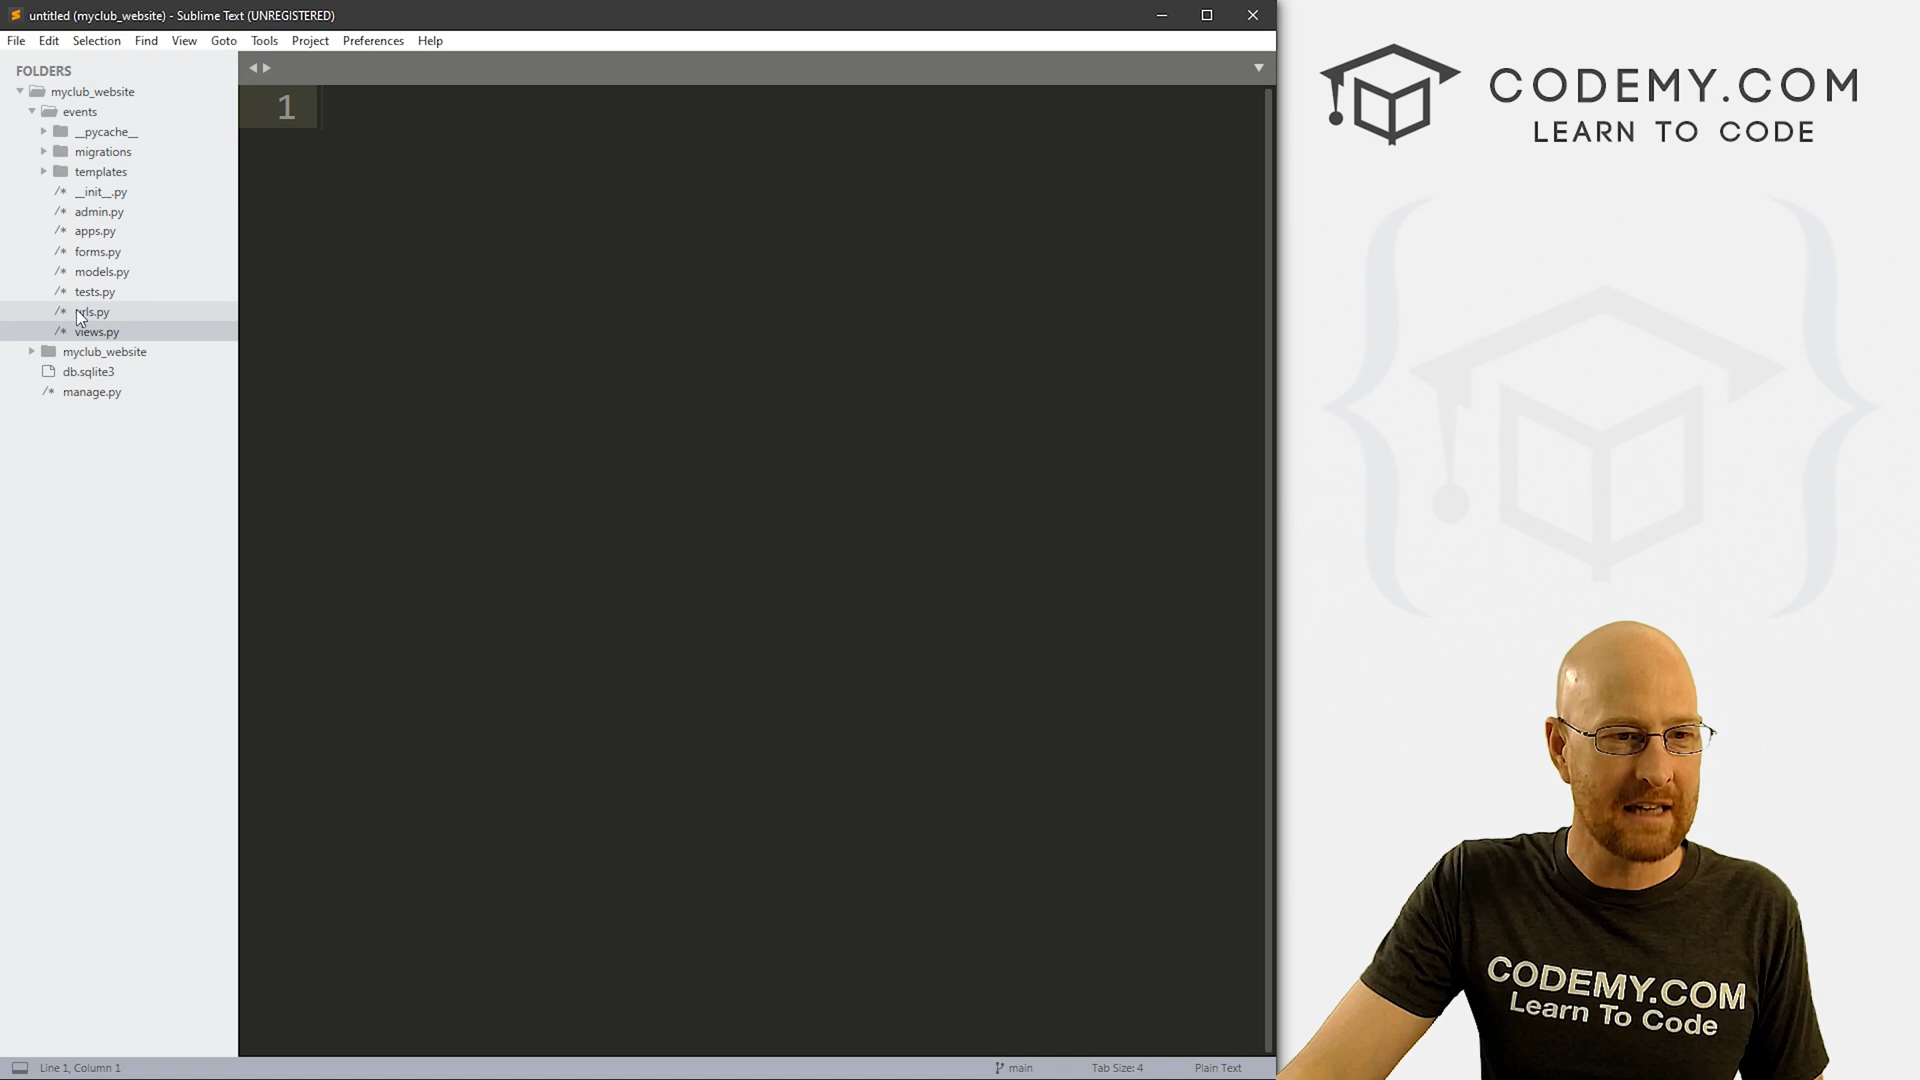 untitled (myclub_website) - Sublime Text (UNREGISTERED)
File Edit Selection Find View Goto Tools Project Preferences Help
FOLDERS
myclub_website
events
__pycache__
migrations
templates
__init__.py
admin.py
apps.py
forms.py
models.py
tests.py
urls.py
views.py
myclub_website
db.sqlite3
manage.py
1
Line 1, Column 1
main
Tab Size: 4
Plain Text
CODEMY.COM
LEARN TO CODE
CODEMY.COM
Learn To Code